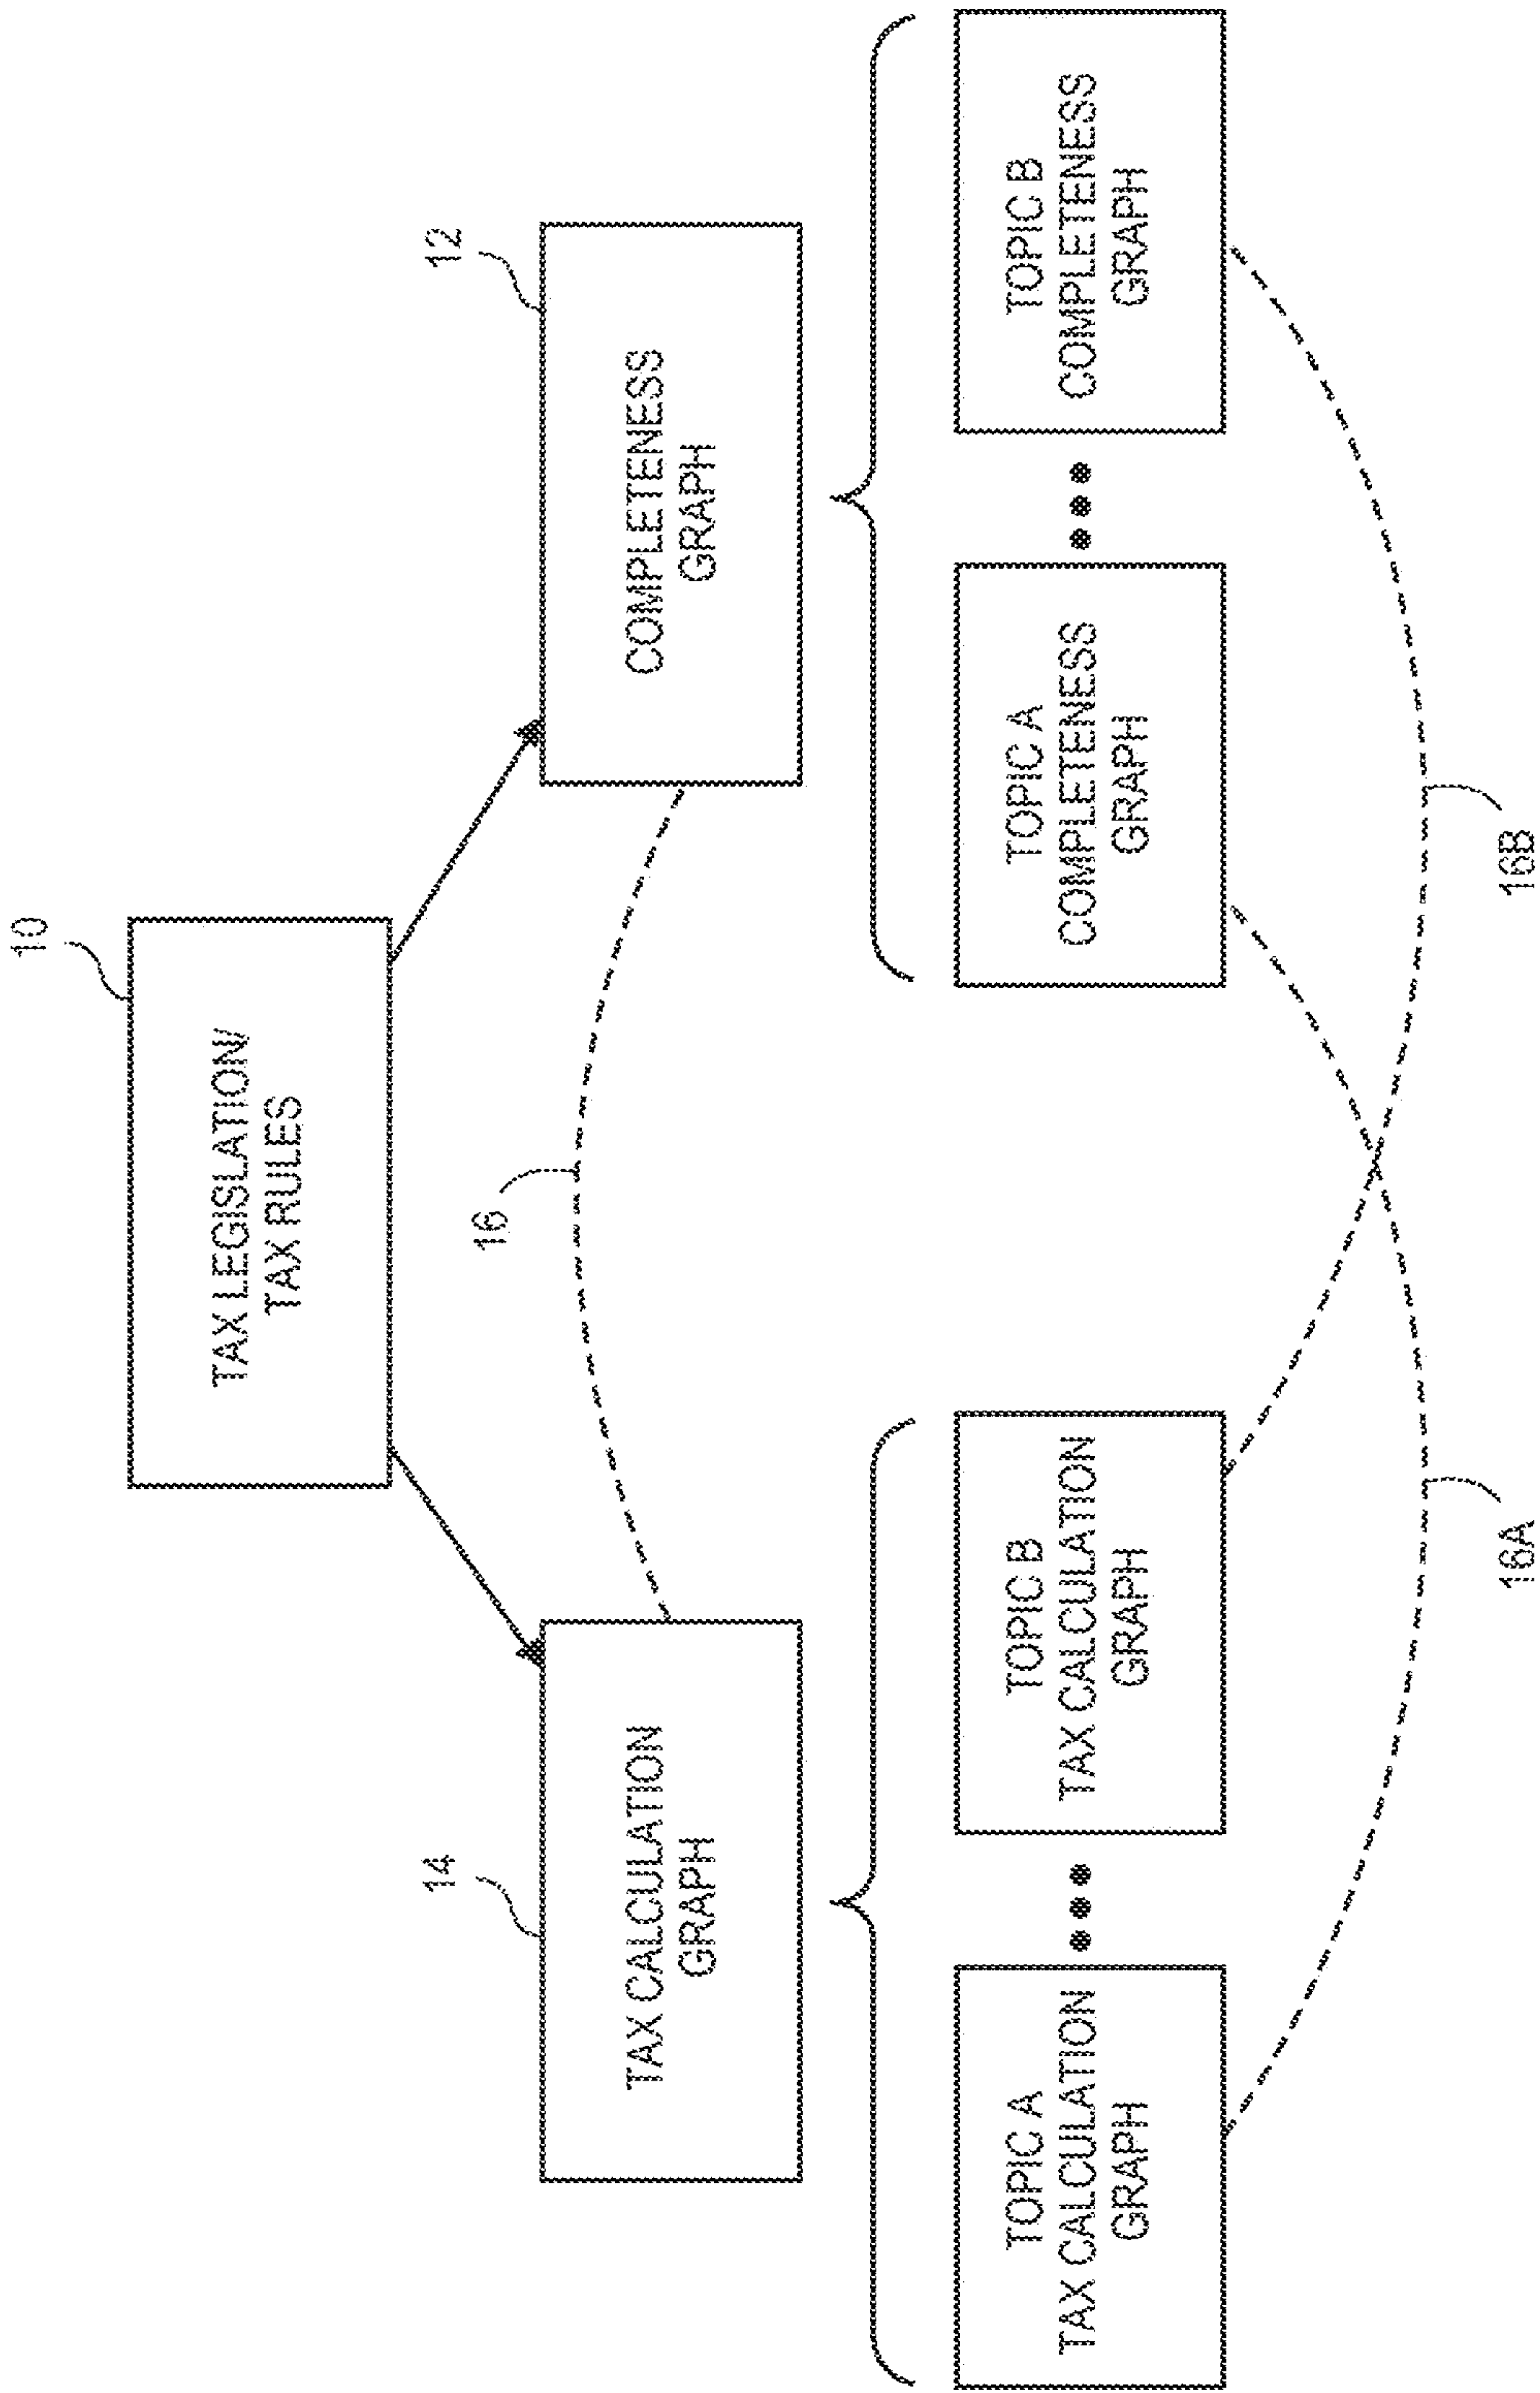 10
TAX LEGISLATION/
TAX RULES
14
TAX CALCULATION
GRAPH
16
12
COMPLETENESS
GRAPH
TOPIC A
TAX CALCULATION
GRAPH
TOPIC B
TAX CALCULATION
GRAPH
TOPIC A
COMPLETENESS
GRAPH
TOPIC B
COMPLETENESS
GRAPH
16A
16B